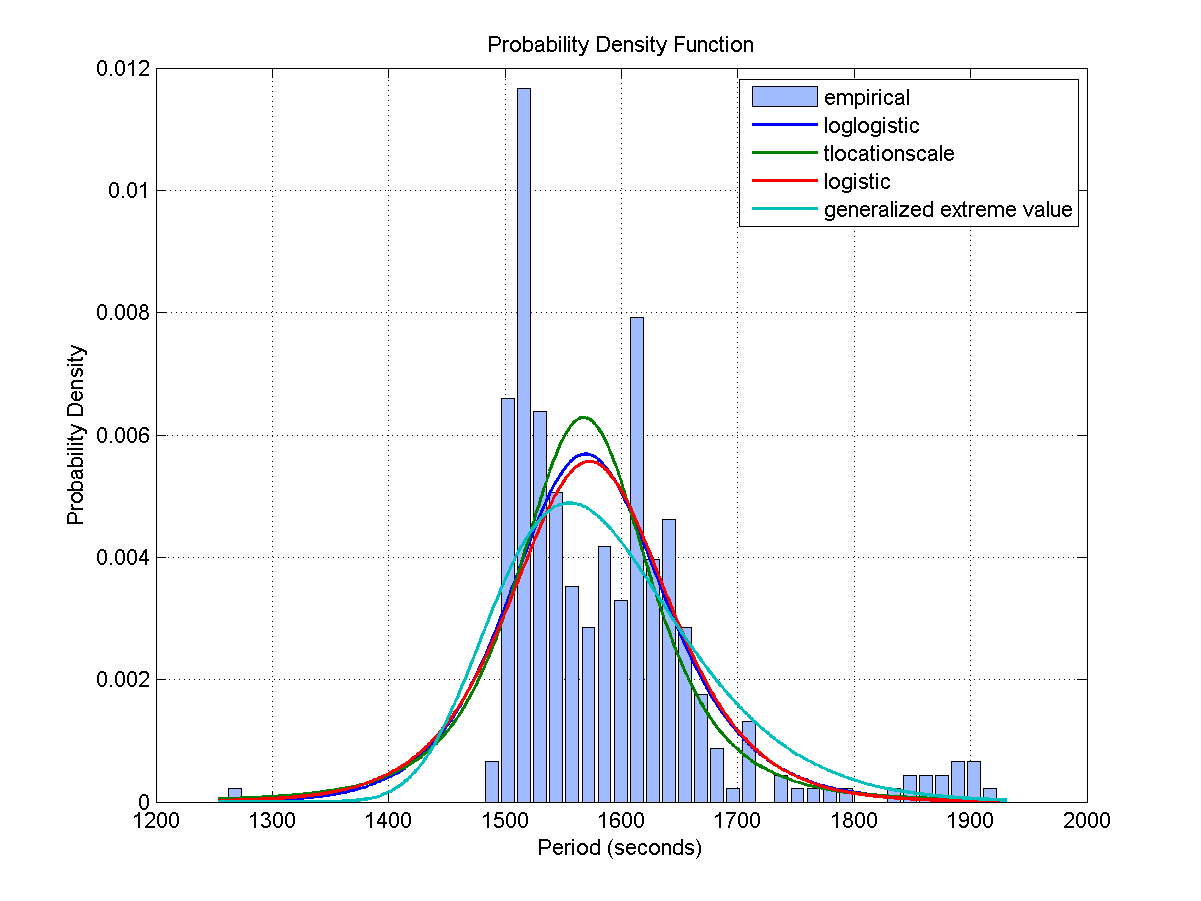 Probability Density Function
0.012
0.01
0.008
0.006
0.004
0.002
0
Probability Density
empirical
loglogistic
tlocationscale
logistic
generalized extreme value
1200 1300 1400 1500 1600 1700 1800 1900 2000
Period (seconds)